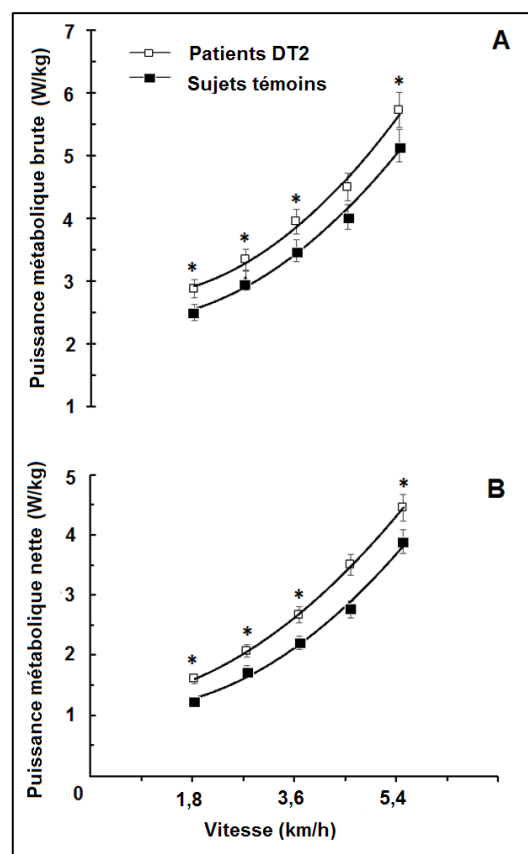 A
Patients DT2
Sujets témoins
Puissance métabolique brute (W/kg)
7
6
5
4
3
2
1
* * * *
B
Puissance métabolique nette (W/kg)
5
4
3
2
1
0
* * * *
1,8 3,6 5,4
Vitesse (km/h)